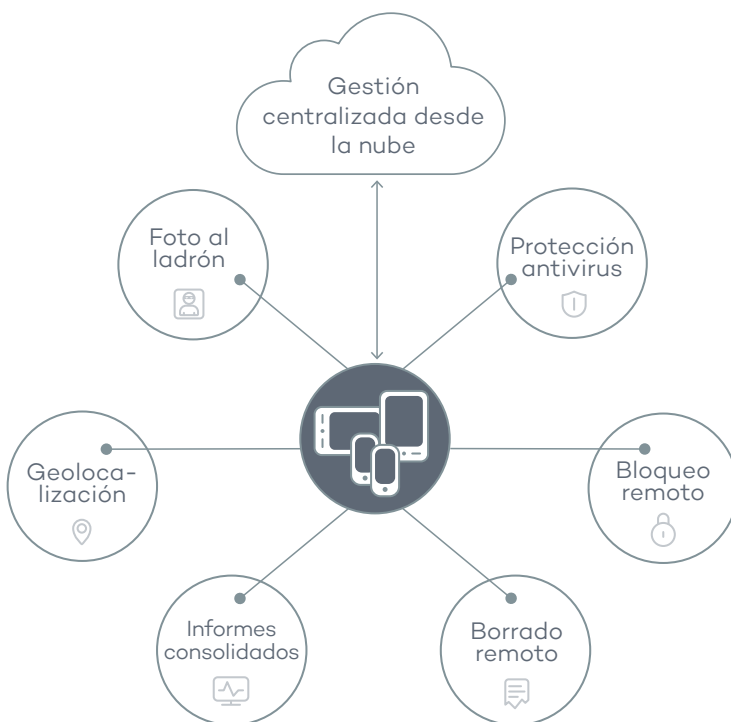 Gestión
centralizada desde
la nube
Foto al
ladrón
Protección
antivirus
Geoloca-
lización
Bloqueo
remoto
Informes
consolidados
Borrado
remoto